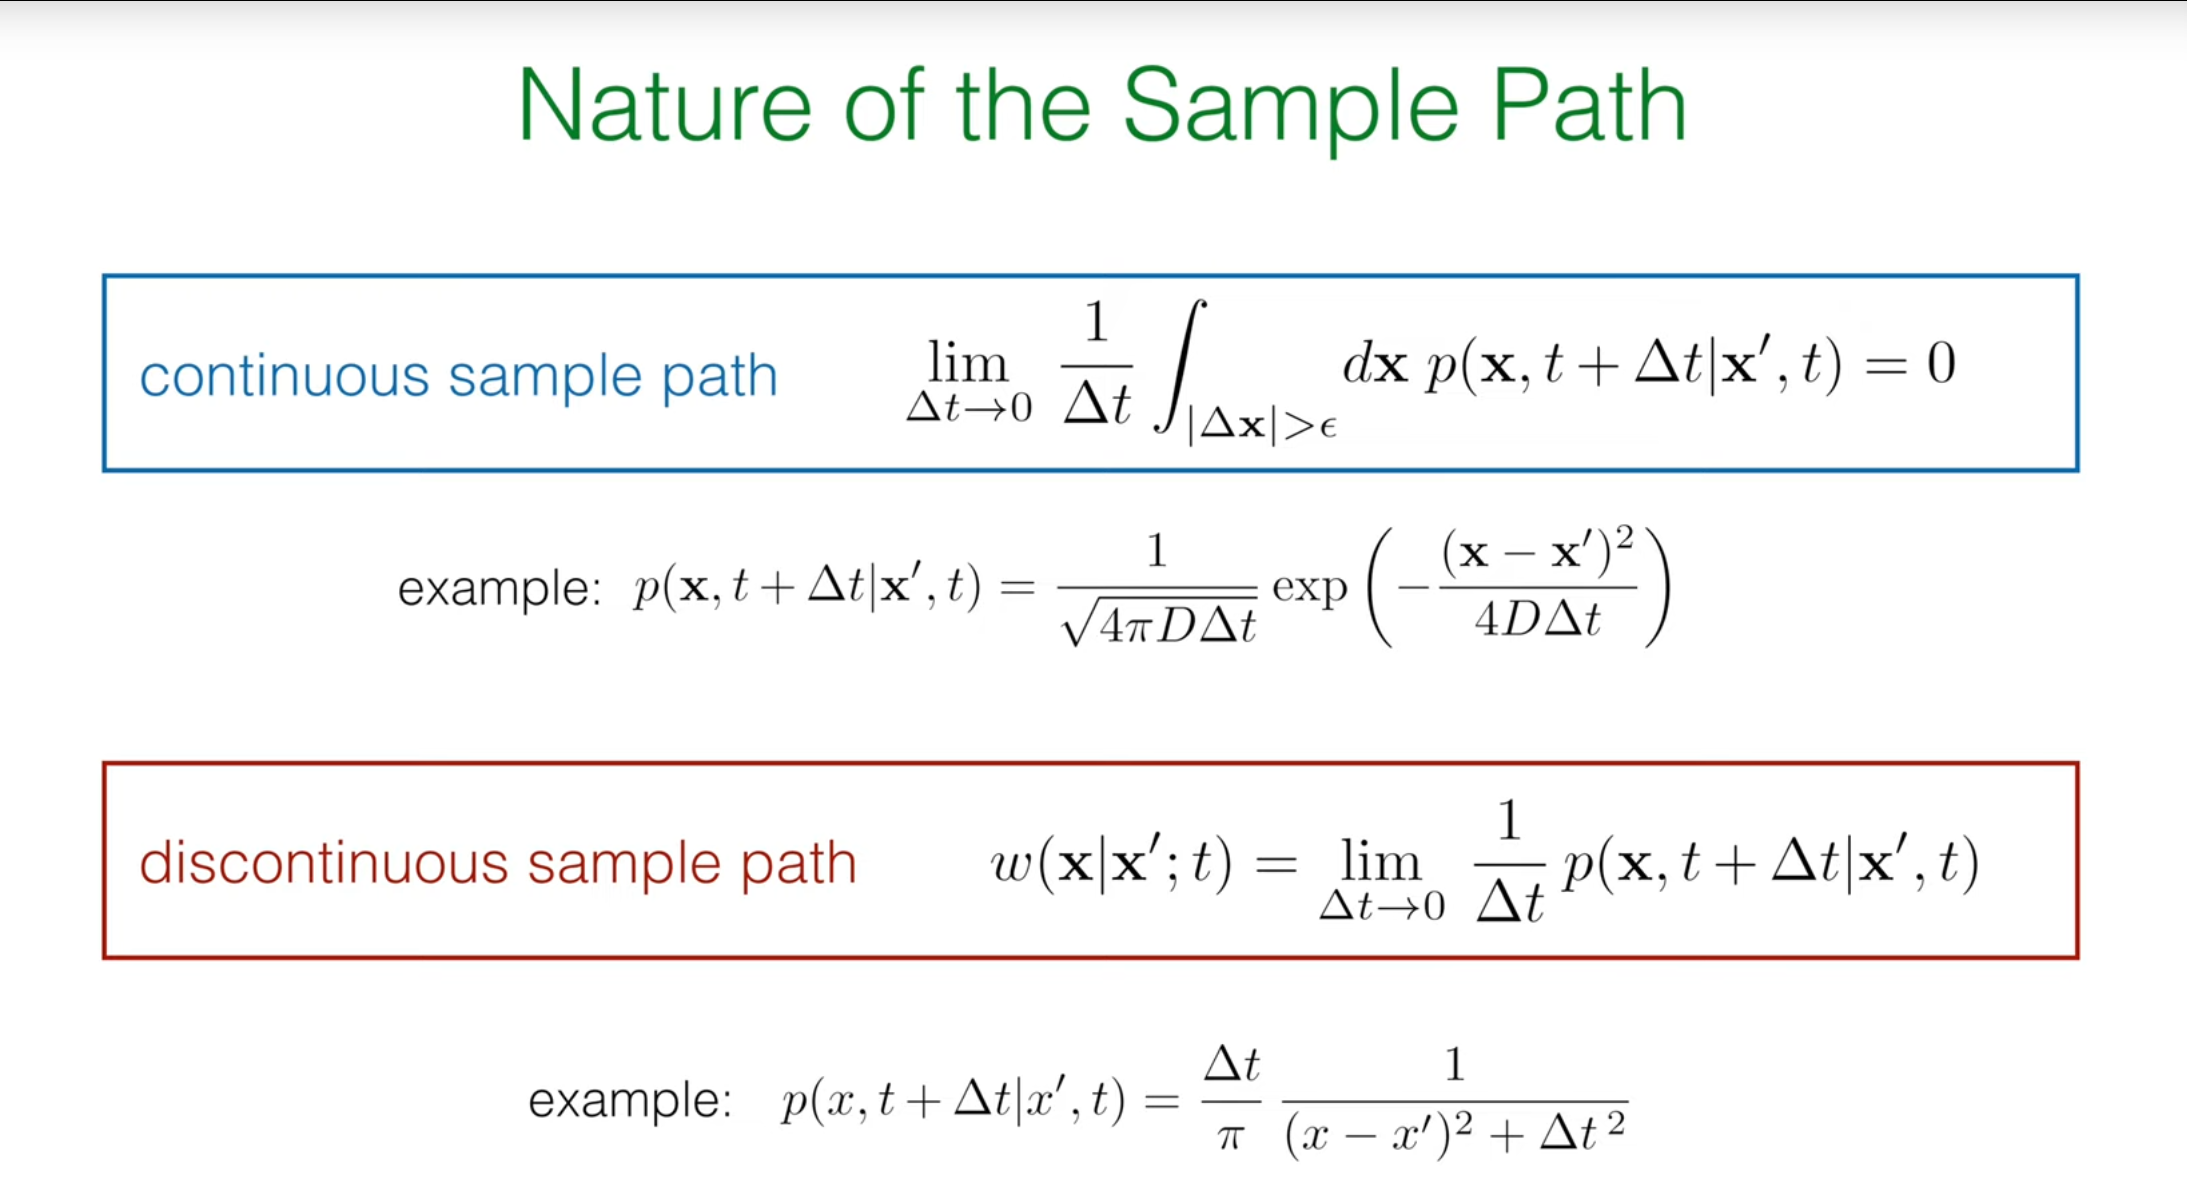 Nature of the Sample Path
continuous sample path $\lim_{\Delta t \to 0} \frac{1}{\Delta t} \int_{|\Delta \mathbf{x}| > \epsilon} d\mathbf{x}\, p(\mathbf{x}, t + \Delta t | \mathbf{x}', t) = 0$
example: $p(\mathbf{x}, t + \Delta t | \mathbf{x}', t) = \frac{1}{\sqrt{4\pi D \Delta t}} \exp\left(-\frac{(\mathbf{x} - \mathbf{x}')^2}{4D\Delta t}\right)$
discontinuous sample path $w(\mathbf{x}|\mathbf{x}'; t) = \lim_{\Delta t \to 0} \frac{1}{\Delta t} p(\mathbf{x}, t + \Delta t | \mathbf{x}', t)$
example: $p(x, t + \Delta t | x', t) = \frac{\Delta t}{\pi} \frac{1}{(x - x')^2 + \Delta t^2}$